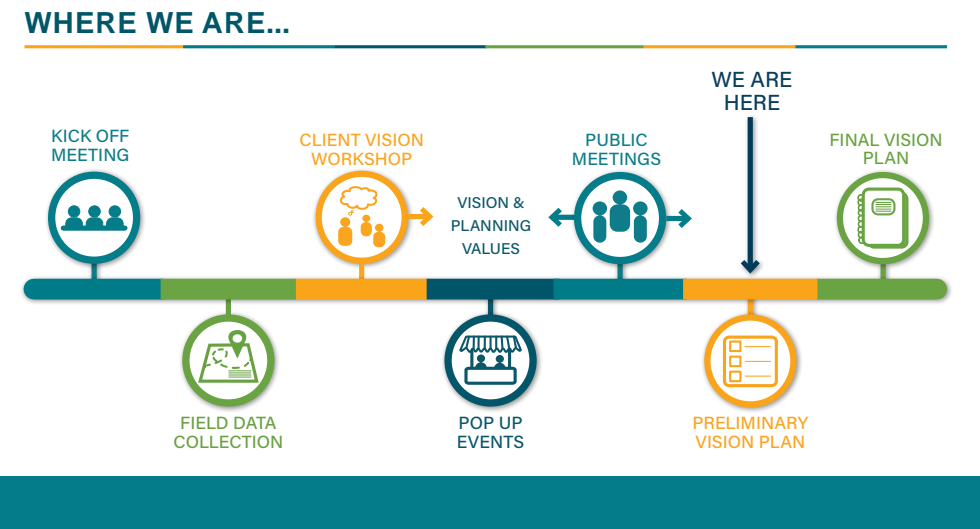 WHERE WE ARE...
WE ARE
HERE
KICK OFF
MEETING
CLIENT VISION
WORKSHOP
VISION &
PLANNING
VALUES
PUBLIC
MEETINGS
FINAL VISION
PLAN
FIELD DATA
COLLECTION
POP UP
EVENTS
PRELIMINARY
VISION PLAN